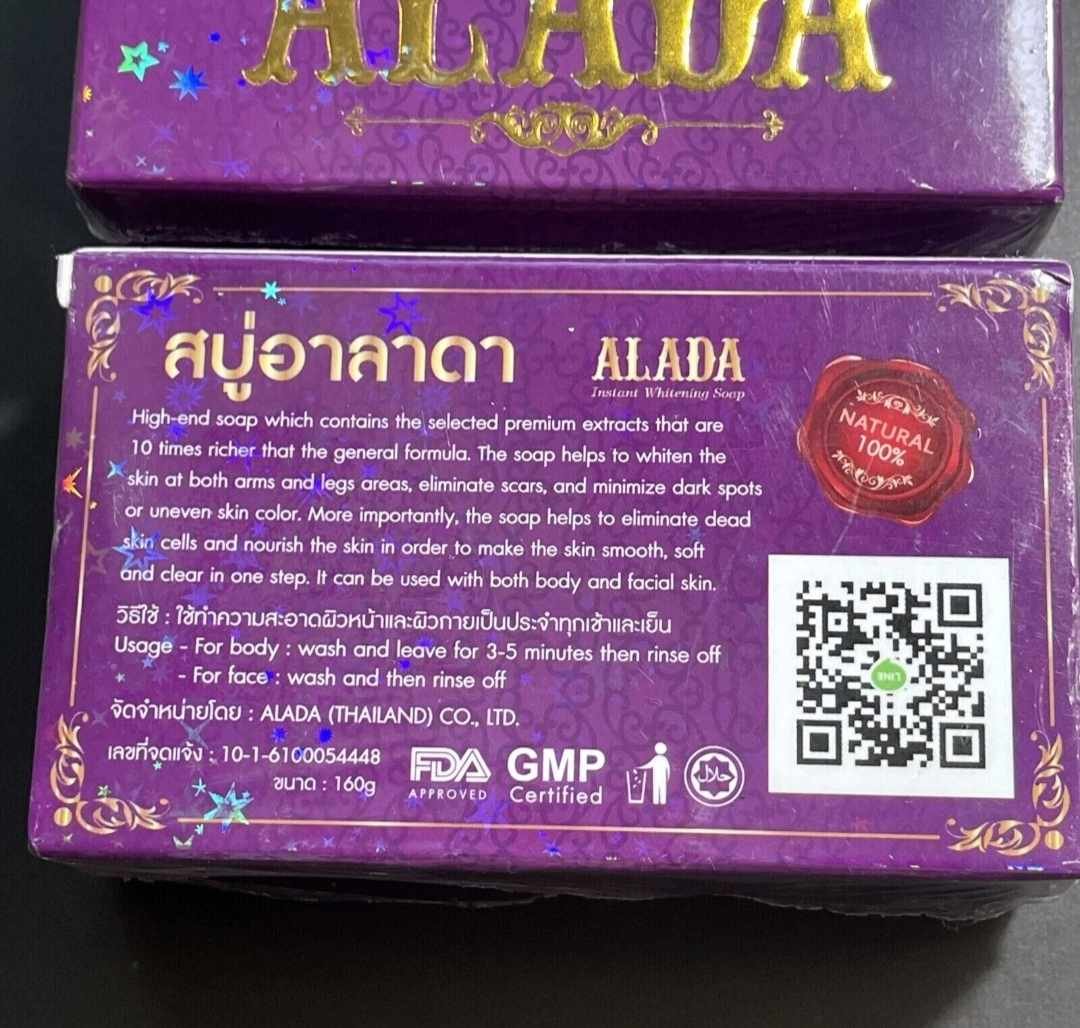 ALADA
สบู่อาลาดา
ALADA
Instant Whitening Soap
High-end soap which contains the selected premium extracts that are
10 times richer that the general formula. The soap helps to whiten the
skin at both arms and legs areas, eliminate scars, and minimize dark spots
or uneven skin color. More importantly, the soap helps to eliminate dead
skin cells and nourish the skin in order to make the skin smooth, soft
and clear in one step. It can be used with both body and facial skin.
NATURAL
100%
วิธีใช้ : ใช้ทำความสะอาดผิวหน้าและผิวกายเป็นประจำทุกเช้าและเย็น
Usage - For body : wash and leave for 3-5 minutes then rinse off
- For face : wash and then rinse off
จัดจำหน่ายโดย : ALADA (THAILAND) CO., LTD.
เลขที่จดแจ้ง : 10-1-6100054448
ขนาด : 160g
FDA
APPROVED
GMP
Certified
حلال
LINE